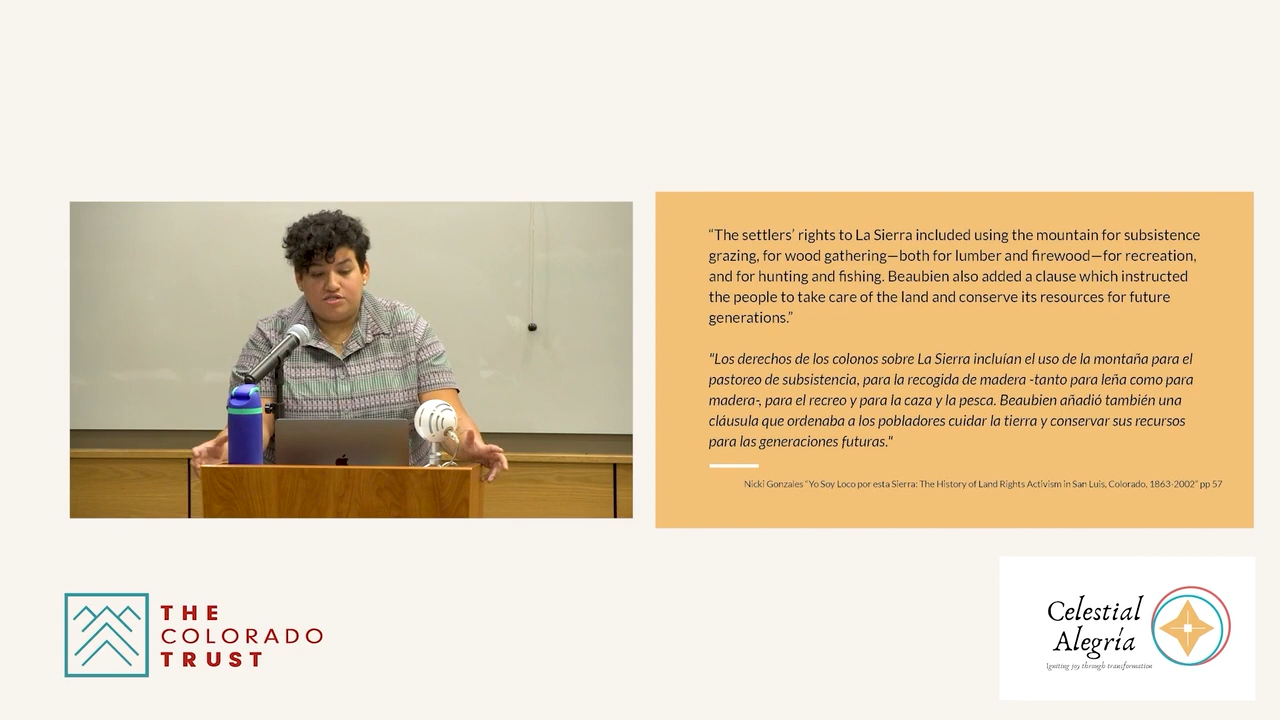 “The settlers’ rights to La Sierra included using the mountain for subsistence
grazing, for wood gathering—both for lumber and firewood—for recreation,
and for hunting and fishing. Beaubien also added a clause which instructed
the people to take care of the land and conserve its resources for future
generations.”
"Los derechos de los colonos sobre La Sierra incluían el uso de la montaña para el
pastoreo de subsistencia, para la recogida de madera -tanto para leña como para
madera-, para el recreo y para la caza y la pesca. Beaubien añadió también una
cláusula que ordenaba a los pobladores cuidar la tierra y conservar sus recursos
para las generaciones futuras."
Nicki Gonzales “Yo Soy Loco por esta Sierra: The History of Land Rights Activism in San Luis, Colorado, 1863-2002” pp 57
THE
COLORADO
TRUST
Celestial
Alegría
Igniting joy through transformation